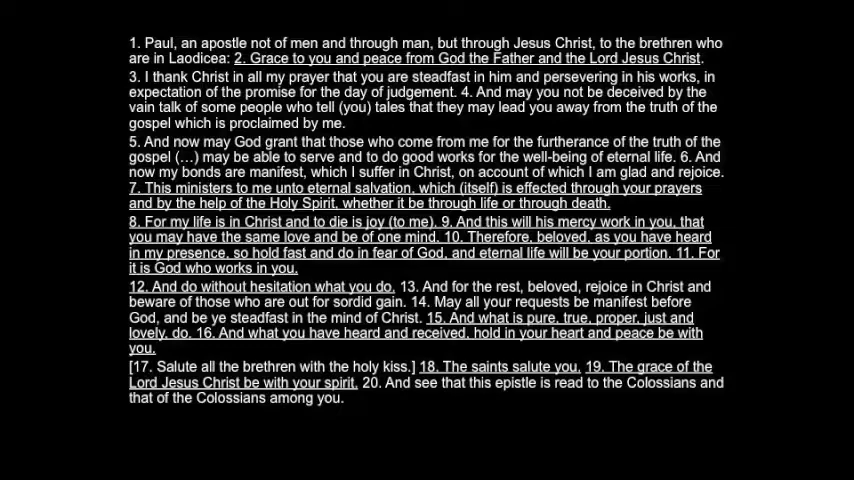 1. Paul, an apostle not of men and through man, but through Jesus Christ, to the brethren who
are in Laodicea: 2. Grace to you and peace from God the Father and the Lord Jesus Christ.
3. I thank Christ in all my prayer that you are steadfast in him and persevering in his works, in
expectation of the promise for the day of judgement. 4. And may you not be deceived by the
vain talk of some people who tell (you) tales that they may lead you away from the truth of the
gospel which is proclaimed by me.
5. And now may God grant that those who come from me for the furtherance of the truth of the
gospel (…) may be able to serve and to do good works for the well-being of eternal life. 6. And
now my bonds are manifest, which I suffer in Christ, on account of which I am glad and rejoice.
7. This ministers to me unto eternal salvation, which (itself) is effected through your prayers
and by the help of the Holy Spirit, whether it be through life or through death.
8. For my life is in Christ and to die is joy (to me). 9. And this will his mercy work in you, that
you may have the same love and be of one mind. 10. Therefore, beloved, as you have heard
in my presence, so hold fast and do in fear of God, and eternal life will be your portion. 11. For
it is God who works in you.
12. And do without hesitation what you do. 13. And for the rest, beloved, rejoice in Christ and
beware of those who are out for sordid gain. 14. May all your requests be manifest before
God, and be ye steadfast in the mind of Christ. 15. And what is pure, true, proper, just and
lovely, do. 16. And what you have heard and received, hold in your heart and peace be with
you.
[17. Salute all the brethren with the holy kiss.] 18. The saints salute you. 19. The grace of the
Lord Jesus Christ be with your spirit. 20. And see that this epistle is read to the Colossians and
that of the Colossians among you.